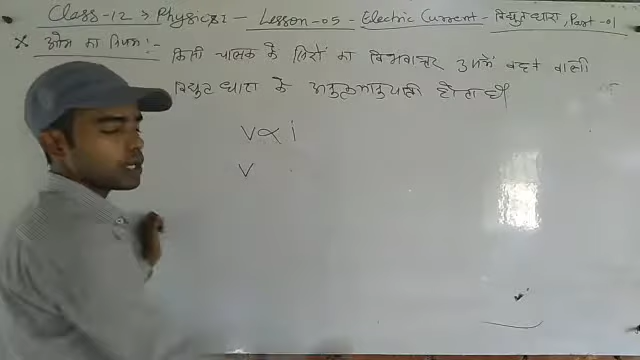 Class-12 > Physics > Lesson-05 - Electric Current - विद्युत धारा, Part-01
* ओम का नियम :- किसी चालक के सिरों का विभवान्तर उसमें बहने वाली
विद्युत धारा के अनुक्रमानुपाती होता है।
V∝i
V